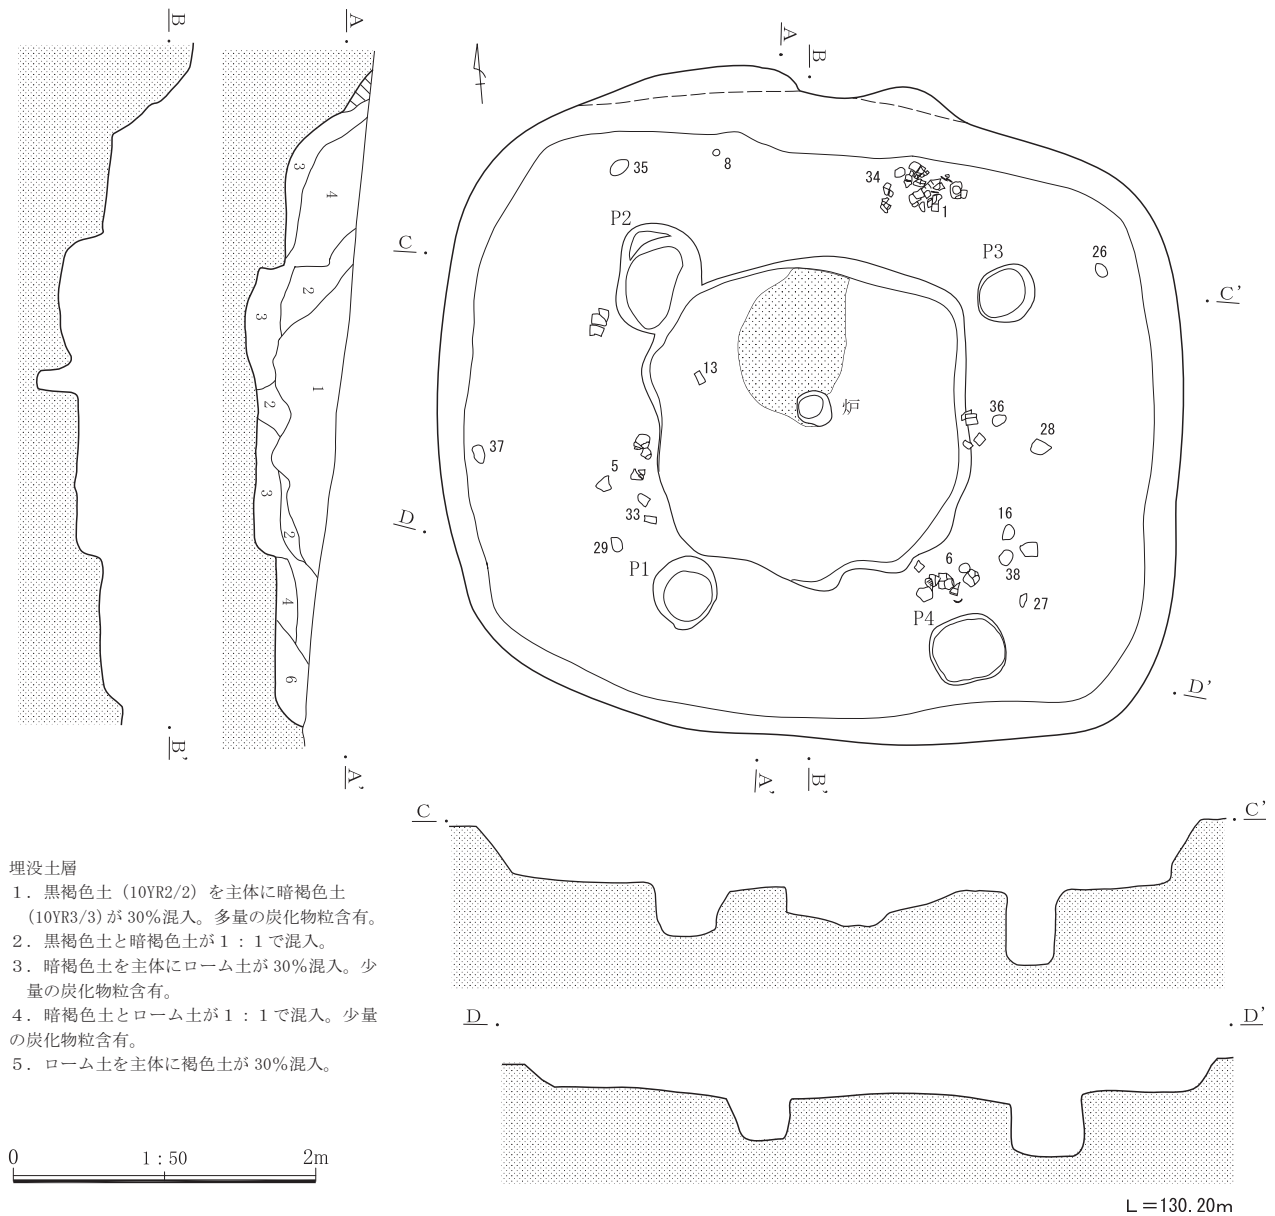 B
A
A
B
3
4
2
3
1
2
3
2
4
6
B'
A'
35
8
34
1
P2
P3
26
C
C'
13
炉
36
28
37
5
33
29
16
38
6
27
P1
P4
D
D'
A'
B'
C
C'
D
D'
埋没土層
1. 黒褐色土 (10YR2/2) を主体に暗褐色土
(10YR3/3) が 30%混入。多量の炭化物粒含有。
2. 黒褐色土と暗褐色土が1:1で混入。
3. 暗褐色土を主体にローム土が 30%混入。少
量の炭化物粒含有。
4. 暗褐色土とローム土が1:1で混入。少量
の炭化物粒含有。
5. ローム土を主体に褐色土が 30%混入。
0 1:50 2m
L=130.20m